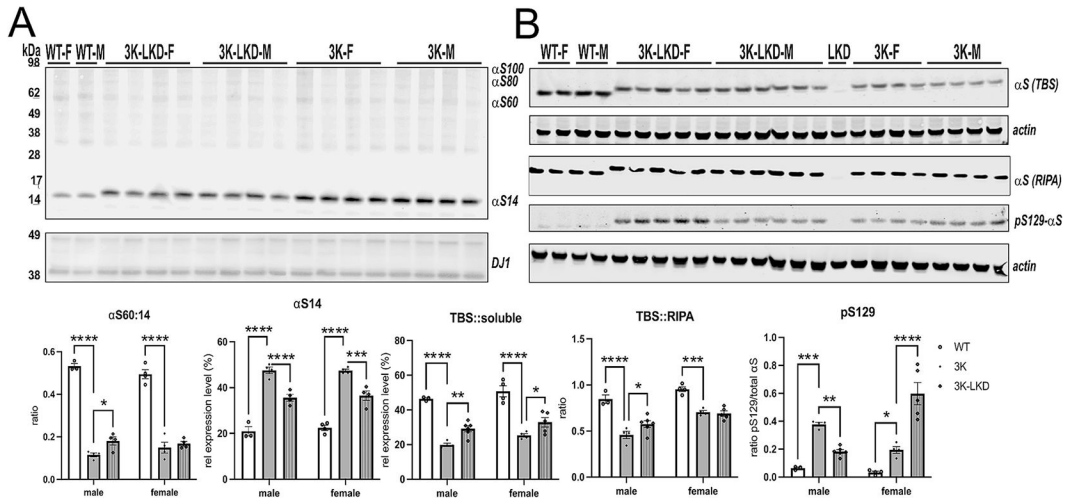 A
kDa WT-F WT-M 3K-LKD-F 3K-LKD-M 3K-F 3K-M
98
62
49
38
28
17
14
αS100
αS80
αS60
αS14
49
38
DJ1
B
WT-F WT-M 3K-LKD-F 3K-LKD-M LKD 3K-F 3K-M
αS (TBS)
actin
αS (RIPA)
pS129-αS
actin
αS60:14
ratio
0.6
0.4
0.2
0.0
**** ****
*
male female
αS14
rel expression level (%)
80
60
40
20
0
**** ****
**** ***
male female
TBS::soluble
rel expression level (%)
80
60
40
20
0
**** ****
** *
male female
TBS::RIPA
ratio
1.5
1.0
0.5
0.0
**** ***
*
male female
pS129
ratio pS129/total αS
1.0
0.8
0.6
0.4
0.2
0.0
*** ****
** *
male female
WT
3K
3K-LKD